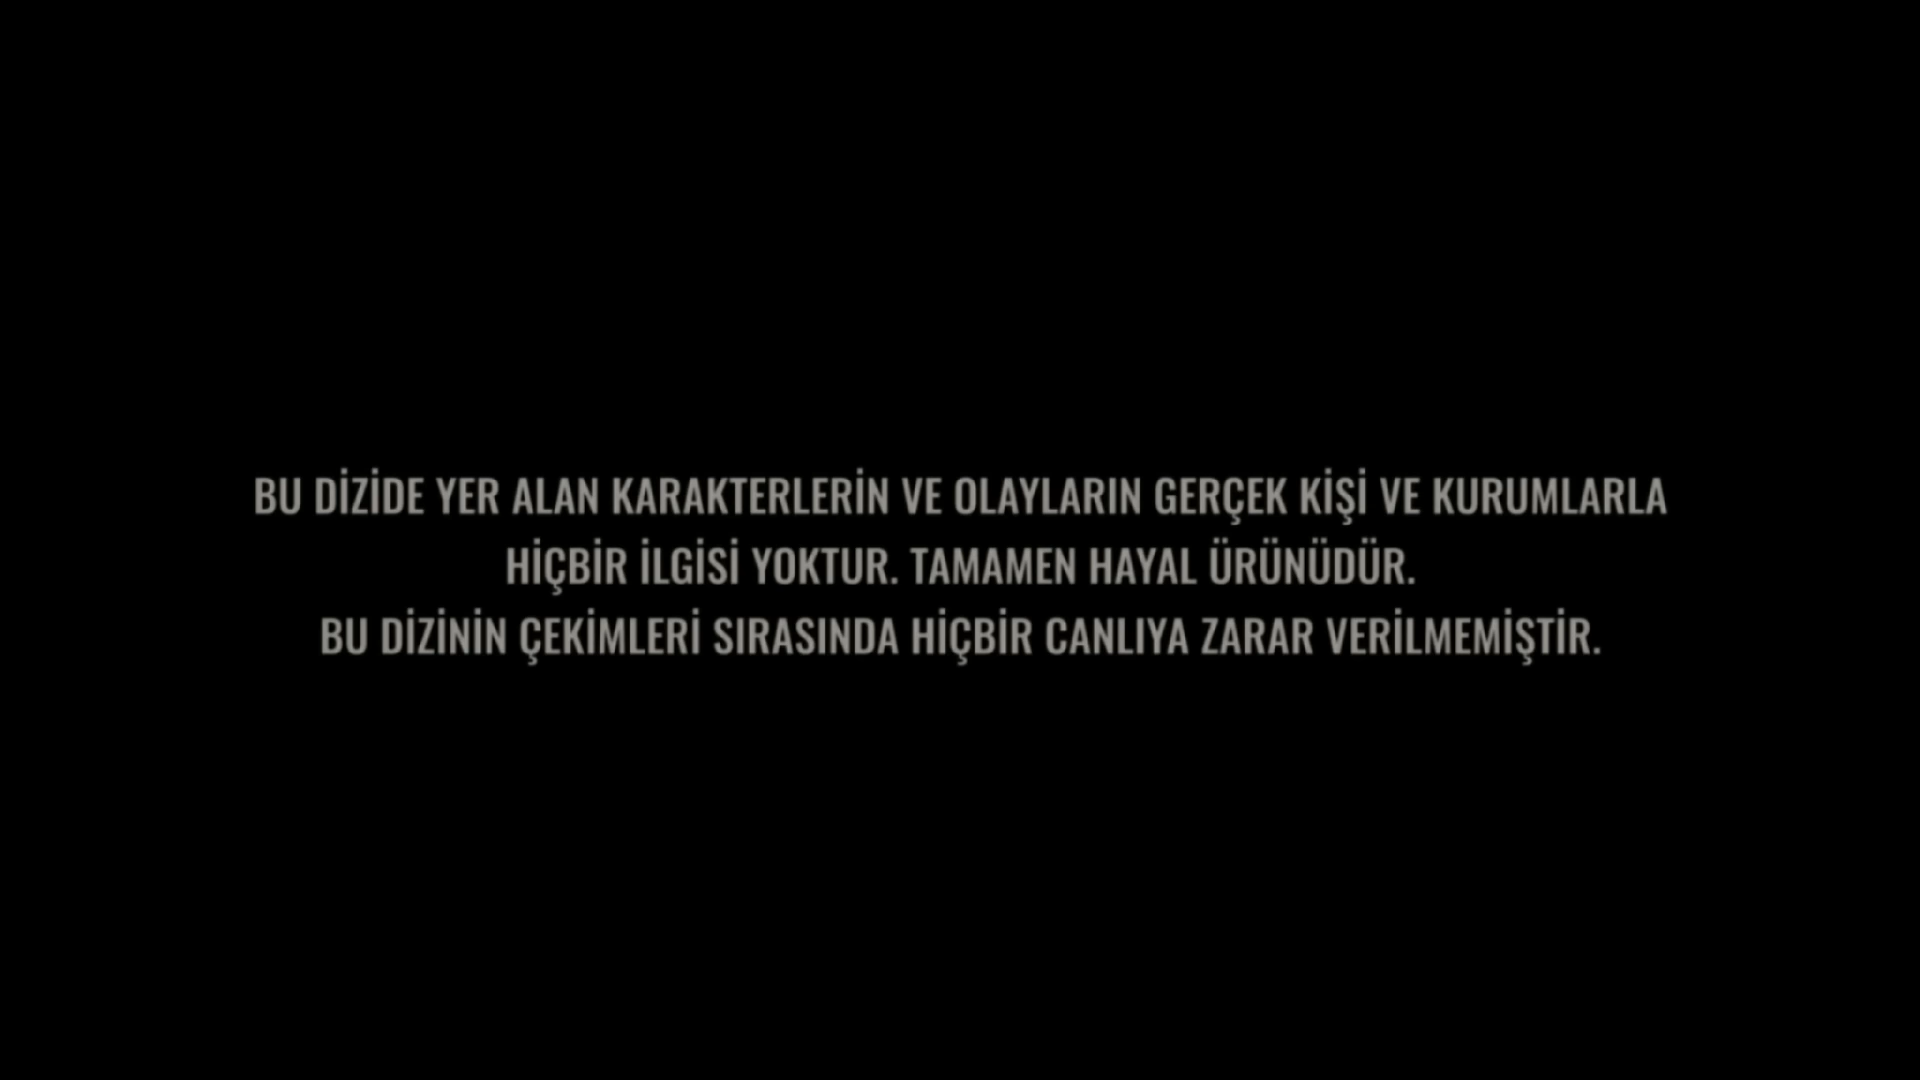 BU DİZİDE YER ALAN KARAKTERLERİN VE OLAYLARIN GERÇEK KİŞİ VE KURUMLARLA
HİÇBİR İLGİSİ YOKTUR. TAMAMEN HAYAL ÜRÜNÜDÜR.
BU DİZİNİN ÇEKİMLERİ SIRASINDA HİÇBİR CANLIYA ZARAR VERİLMEMİŞTİR.